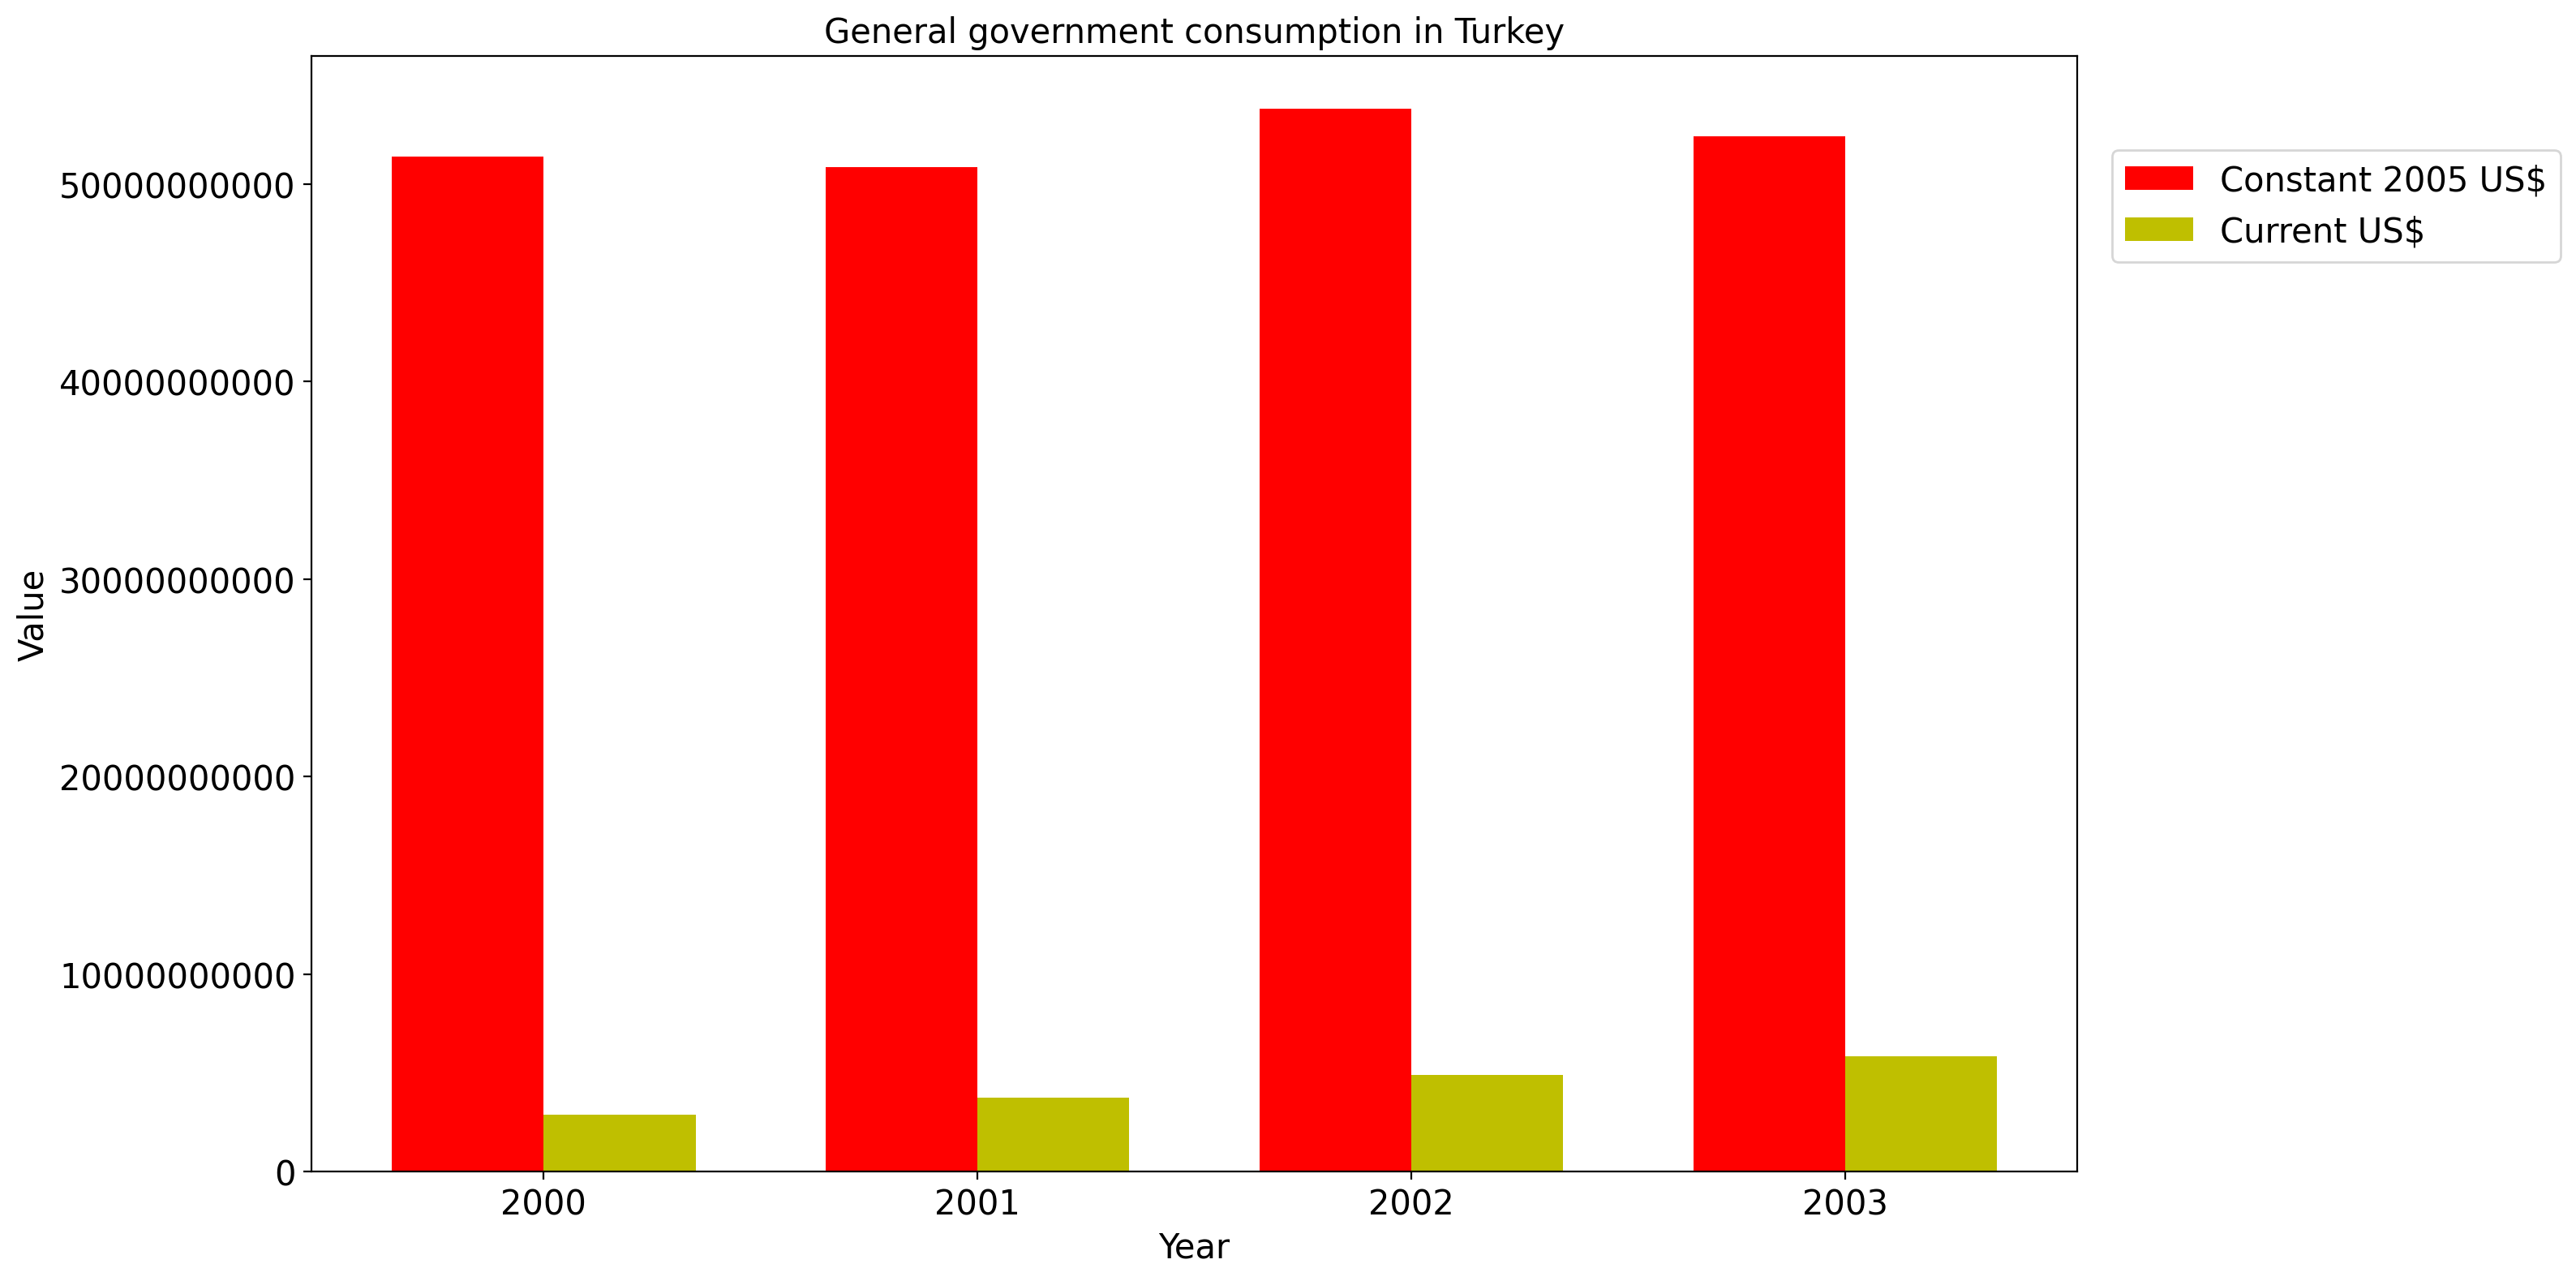 General government consumption in Turkey
Value
50000000000
40000000000
30000000000
20000000000
10000000000
0
2000
2001
2002
2003
Year
Constant 2005 US$
Current US$